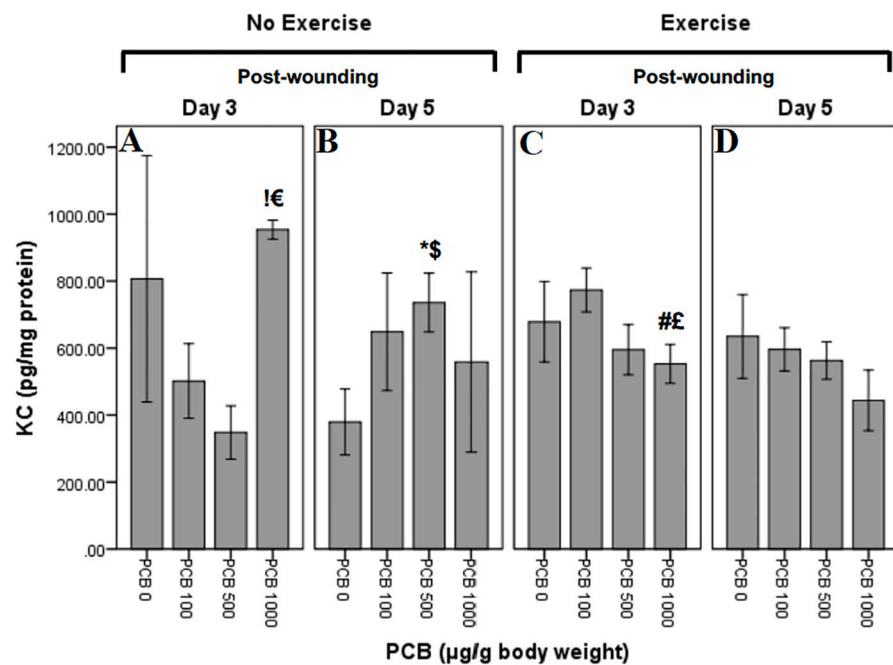 No Exercise Exercise
Post-wounding Post-wounding
Day 3 Day 5 Day 3 Day 5
A B C D
1200.00
1000.00
800.00
600.00
400.00
200.00
.00
KC (pg/mg protein)
!€
*$
#£
PCB 0 PCB 100 PCB 500 PCB 1000 PCB 0 PCB 100 PCB 500 PCB 1000 PCB 0 PCB 100 PCB 500 PCB 1000 PCB 0 PCB 100 PCB 500 PCB 1000
PCB (µg/g body weight)